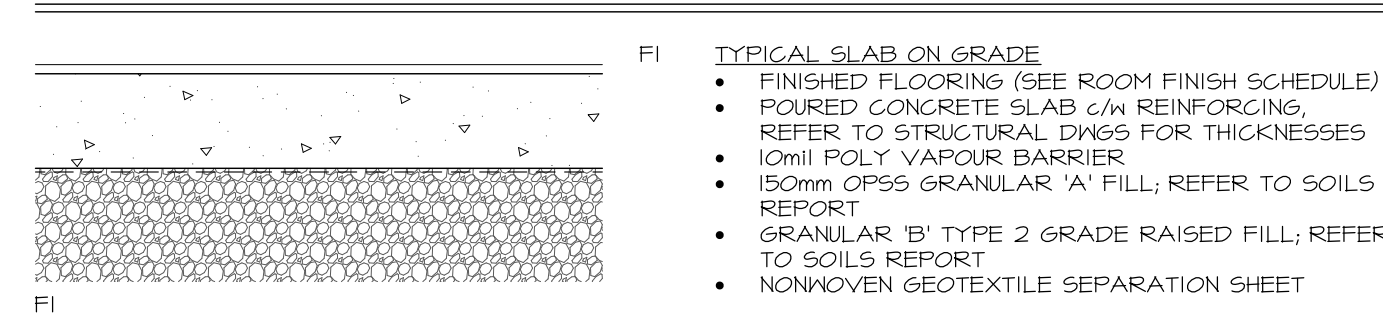 F1 TYPICAL SLAB ON GRADE
• FINISHED FLOORING (SEE ROOM FINISH SCHEDULE)
• POURED CONCRETE SLAB c/w REINFORCING,
REFER TO STRUCTURAL DWGS FOR THICKNESSES
• 10mil POLY VAPOUR BARRIER
• 150mm OPSS GRANULAR 'A' FILL; REFER TO SOILS
REPORT
• GRANULAR 'B' TYPE 2 GRADE RAISED FILL; REFER
TO SOILS REPORT
• NONWOVEN GEOTEXTILE SEPARATION SHEET
F1